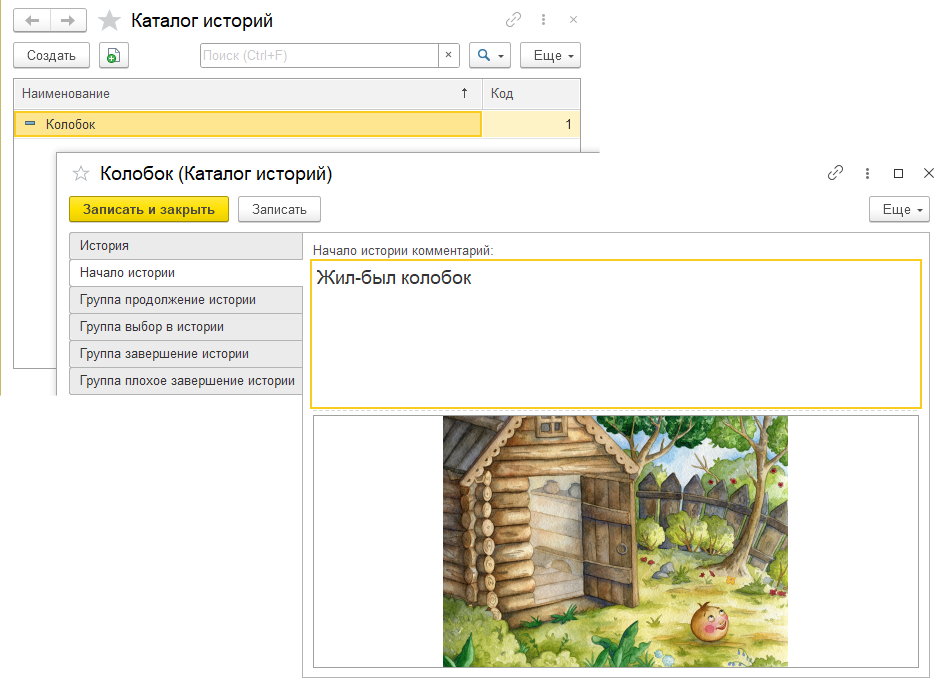 Каталог историй
Создать
Поиск (Ctrl+F)
Еще
Наименование
Код
Колобок
1
Колобок (Каталог историй)
Записать и закрыть
Записать
Еще
История
Начало истории
Группа продолжение истории
Группа выбор в истории
Группа завершение истории
Группа плохое завершение истории
Начало истории комментарий:
Жил-был колобок